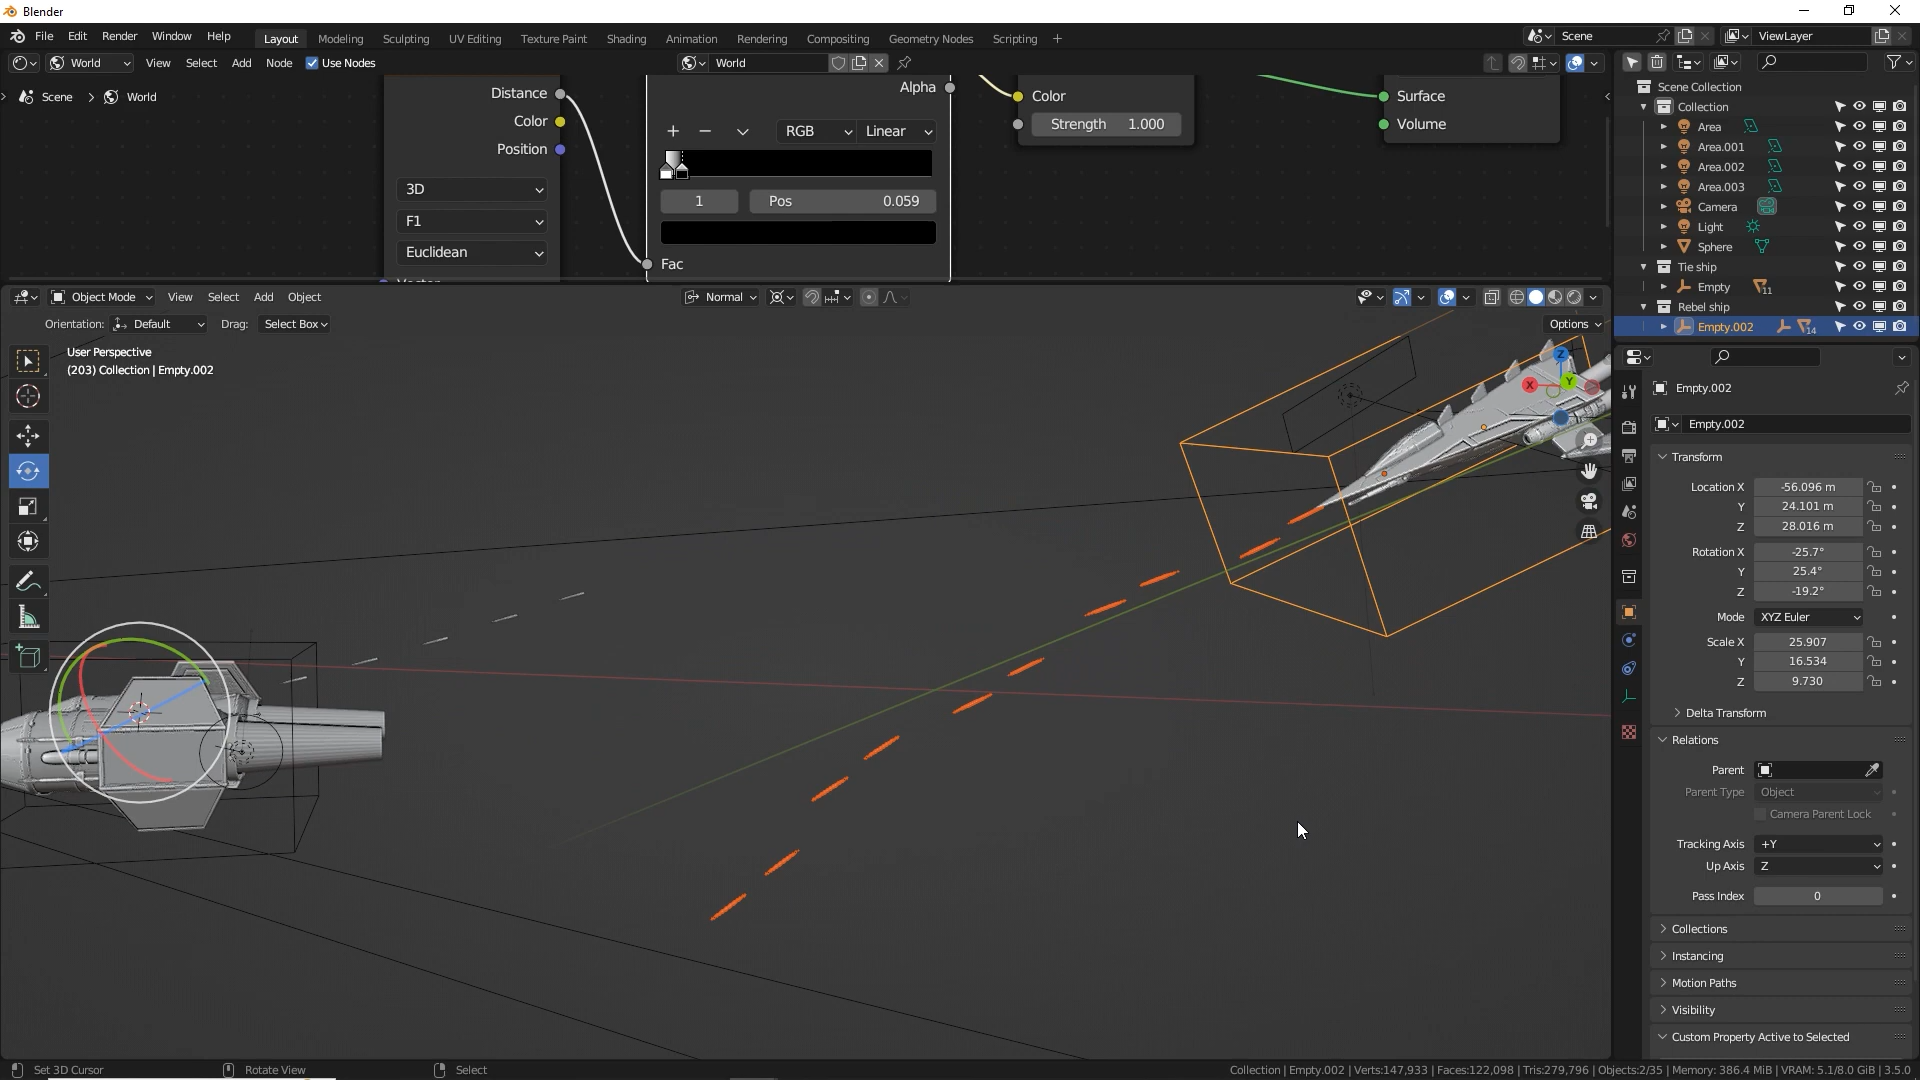 Blender
File Edit Render Window Help Layout Modeling Sculpting UV Editing Texture Paint Shading Animation Rendering Compositing Geometry Nodes Scripting + Scene ViewLayer
World View Select Add Node Use Nodes World
Scene > World
Distance
Color
Position
3D
F1
Euclidean
Alpha
+ − RGB Linear
1 Pos 0.059
Fac
Color
Strength 1.000
Surface
Volume
Scene Collection
Collection
Area
Area.001
Area.002
Area.003
Camera
Light
Sphere
Tie ship
Empty 11
Rebel ship
Empty.002 14
Object Mode View Select Add Object Normal
Orientation: Default Drag: Select Box Options
User Perspective
(203) Collection | Empty.002
Z
X
Y
Empty.002
Empty.002
Transform
Location X -56.096 m
Y 24.101 m
Z 28.016 m
Rotation X -25.7°
Y 25.4°
Z -19.2°
Mode XYZ Euler
Scale X 25.907
Y 16.534
Z 9.730
Delta Transform
Relations
Parent
Parent Type Object
Camera Parent Lock
Tracking Axis +Y
Up Axis Z
Pass Index 0
Collections
Instancing
Motion Paths
Visibility
Custom Property Active to Selected
Set 3D Cursor Rotate View Select Collection | Empty.002 | Verts:147,933 | Faces:122,098 | Tris:279,796 | Objects:2/35 | Memory: 386.4 MiB | VRAM: 5.1/8.0 GiB | 3.5.0